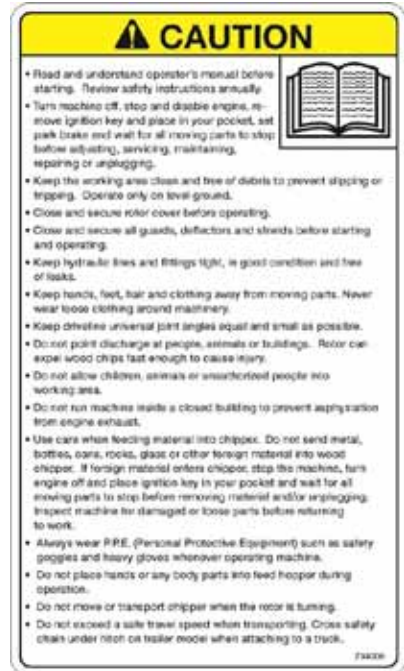 CAUTION
• Read and understand operator's manual before
starting. Review safety instructions annually.
• Turn machine off, stop and disable engine, re-
move ignition key and place in your pocket, set
park brake and wait for all moving parts to stop
before adjusting, servicing, maintaining,
repairing or unplugging.
• Keep the working area clean and free of debris to prevent slipping or
tripping. Operate only on level ground.
• Close and secure rotor cover before operating.
• Close and secure all guards, deflectors and shields before starting
and operating.
• Keep hydraulic lines and fittings tight, in good condition and free
of leaks.
• Keep hands, feet, hair and clothing away from moving parts. Never
wear loose clothing around machinery.
• Keep driveline universal joint angles equal and small as possible.
• Do not point discharge at people, animals or buildings. Rotor can
expel wood chips fast enough to cause injury.
• Do not allow children, animals or unauthorized people into
working area.
• Do not run machine inside a closed building to prevent asphyxiation
from engine exhaust.
• Use care when feeding material into chipper. Do not send metal,
bottles, cans, rocks, glass or other foreign material into wood
chipper. If foreign material enters chipper, stop the machine, turn
engine off and place ignition key in your pocket and wait for all
moving parts to stop before removing material and/or unplugging.
Inspect machine for damaged or loose parts before returning
to work.
• Always wear P.P.E. (Personal Protective Equipment) such as safety
goggles and heavy gloves whenever operating machine.
• Do not place hands or any body parts into feed hopper during
operation.
• Do not move or transport chipper when the rotor is turning.
• Do not exceed a safe travel speed when transporting. Cross safety
chain under hitch on trailer model when attaching to a truck.